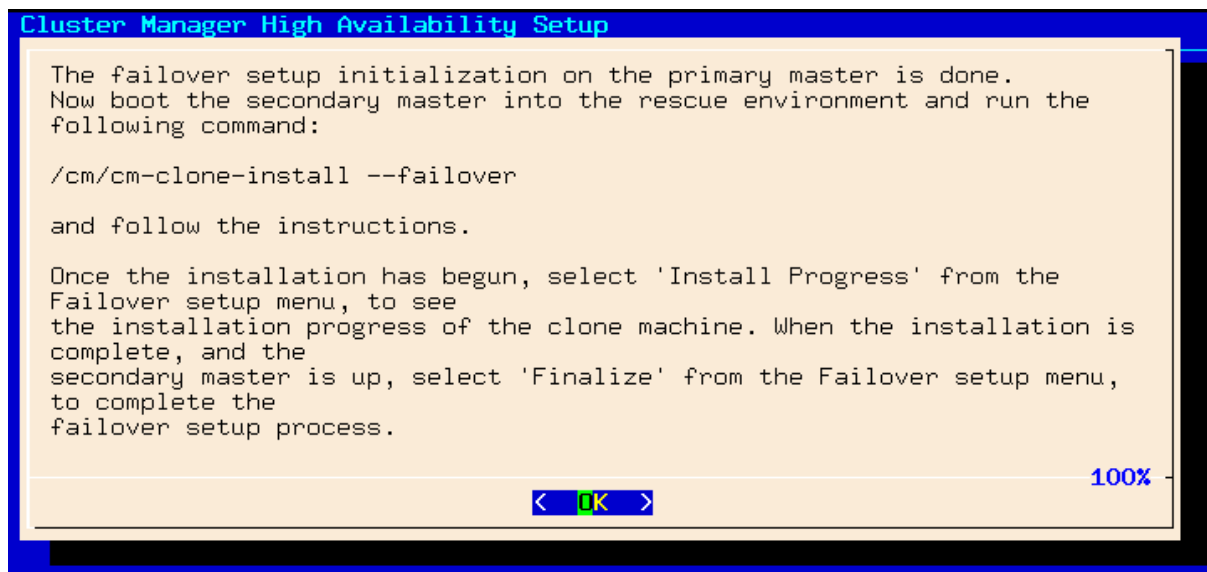 Cluster Manager High Availability Setup
The failover setup initialization on the primary master is done.
Now boot the secondary master into the rescue environment and run the
following command:
/cm/cm-clone-install --failover
and follow the instructions.
Once the installation has begun, select 'Install Progress' from the
Failover setup menu, to see
the installation progress of the clone machine. When the installation is
complete, and the
secondary master is up, select 'Finalize' from the Failover setup menu,
to complete the
failover setup process.
100%
< OK >